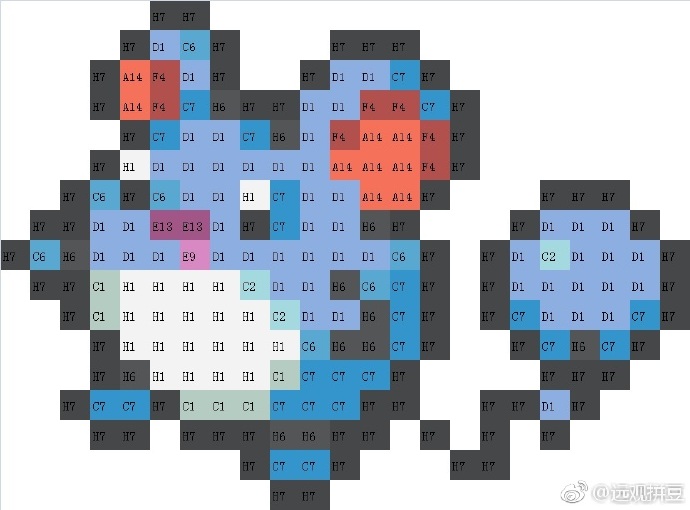 H7 H7
H7 D1 C6 H7 H7 H7 H7
H7 A14 F4 D1 H7 H7 D1 D1 C7 H7
H7 A14 F4 C7 H6 H7 H7 D1 D1 F4 F4 C7 H7
H7 C7 D1 D1 C7 H6 D1 F4 A14 A14 F4 H7
H7 H1 D1 D1 D1 D1 D1 D1 A14 A14 A14 F4 H7
H7 C6 H7 C6 D1 H1 C7 D1 D1 A14 A14 H7 H7 H7 H7
H7 H7 D1 D1 E13 E13 D1 H7 C7 D1 D1 H6 H7 H7 D1 D1 D1 H7
H7 C6 H6 D1 D1 D1 E9 D1 D1 D1 D1 D1 D1 C6 H7 H7 D1 C2 D1 D1 D1 H7
H7 H7 C1 H1 H1 H1 H1 C2 D1 D1 H6 C6 C7 H7 H7 D1 D1 D1 D1 D1 H7
H7 C1 H1 H1 H1 H1 H1 C2 D1 D1 H6 C7 H7 H7 C7 D1 D1 D1 C7 H7
H7 H1 H1 H1 H1 H1 H1 C6 H6 H6 C7 H7 H7 C7 H6 C7 H7
H7 H6 H1 H1 H1 H1 C1 C7 C7 C7 H7 H7 H7 H7
H7 C7 C7 H7 C1 C1 C1 C7 C7 C7 H7 H7 H7 D1 H7
H7 H7 H7 H7 H7 H6 H6 H7 H7 H7 H7 H7 H7
H7 C7 C7 H7 H7 H7
H7 H7
@远观拼豆